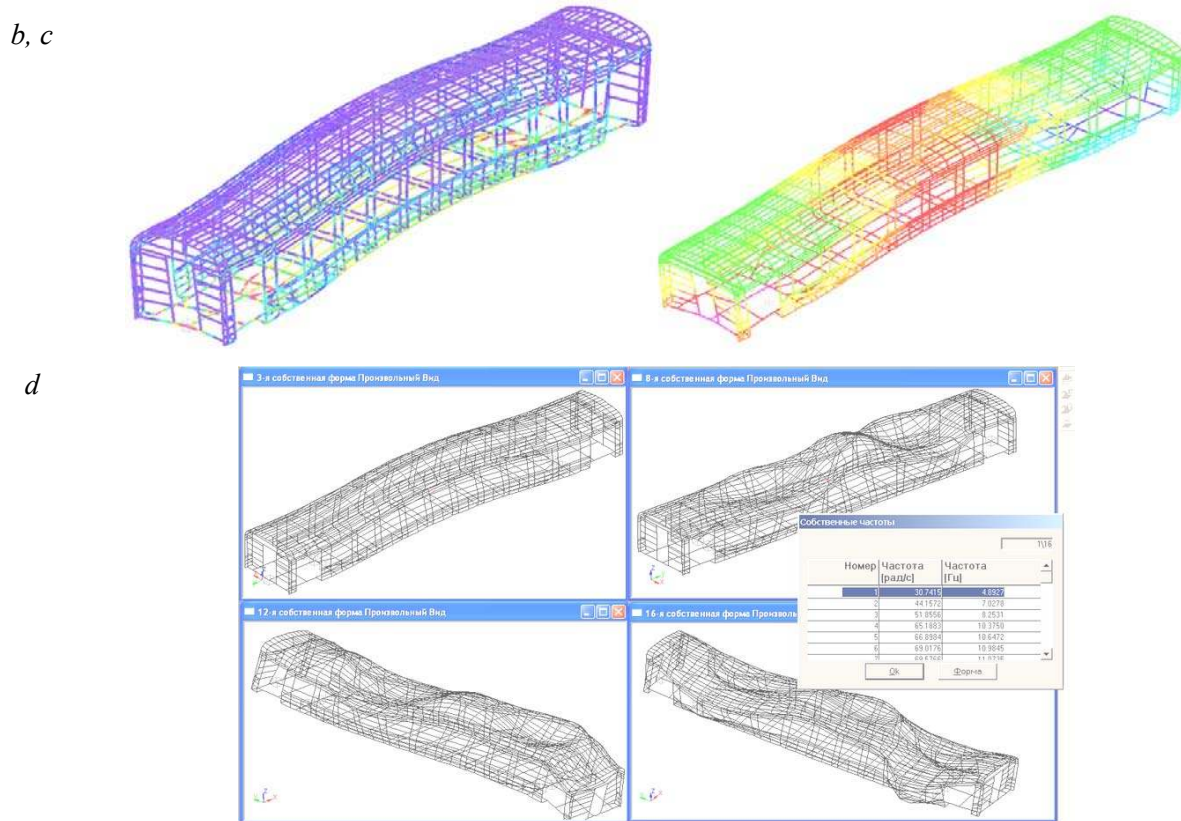 b, c
d
3-я собственная форма Произвольный Вид
8-я собственная форма Произвольный Вид
Собственные частоты
1\16
Номер Частота [рад/с] Частота [Гц]
1 30.7415 4.8927
2 44.1572 7.0278
3 51.8556 8.2531
4 65.1883 10.3750
5 66.8984 10.6472
6 69.0176 10.9845
Ok Форма
12-я собственная форма Произвольный Вид
16-я собственная форма Произволь